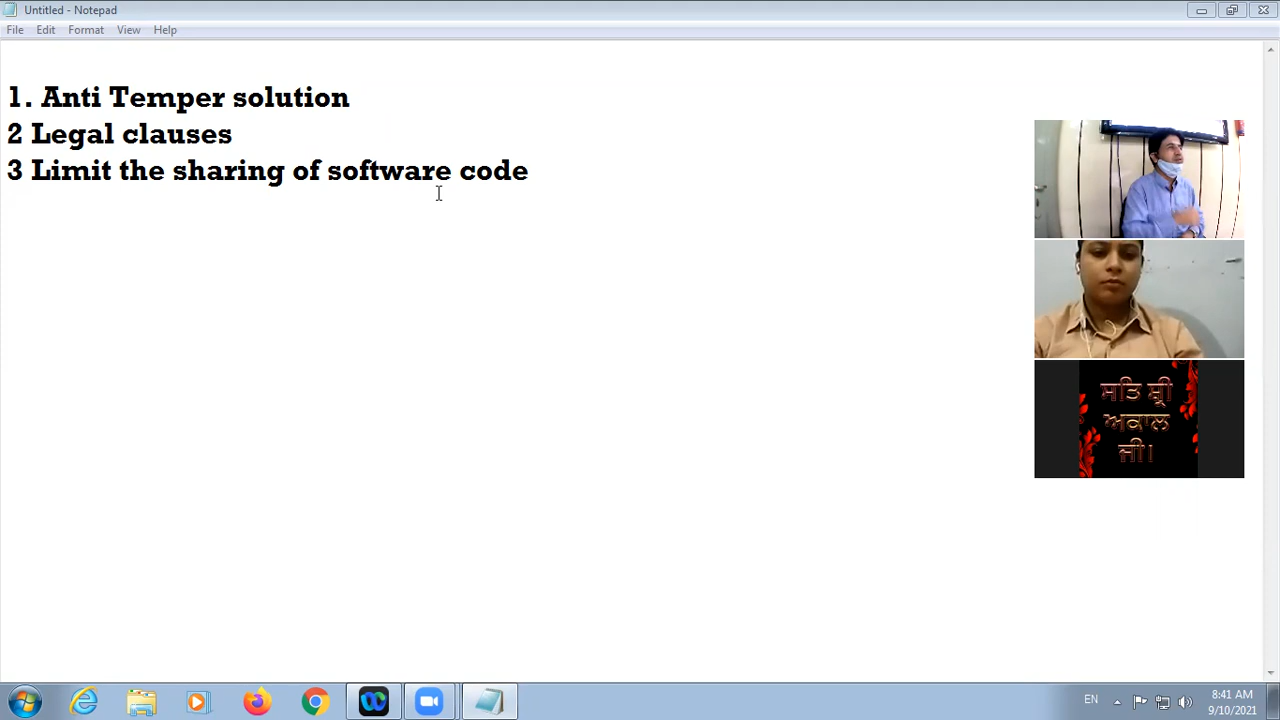 Untitled - Notepad
File Edit Format View Help
1. Anti Temper solution
2 Legal clauses
3 Limit the sharing of software code
ਸਤਿ ਸ਼੍ਰੀ
ਅਕਾਲ
ਜੀ।
EN
8:41 AM
9/10/2021